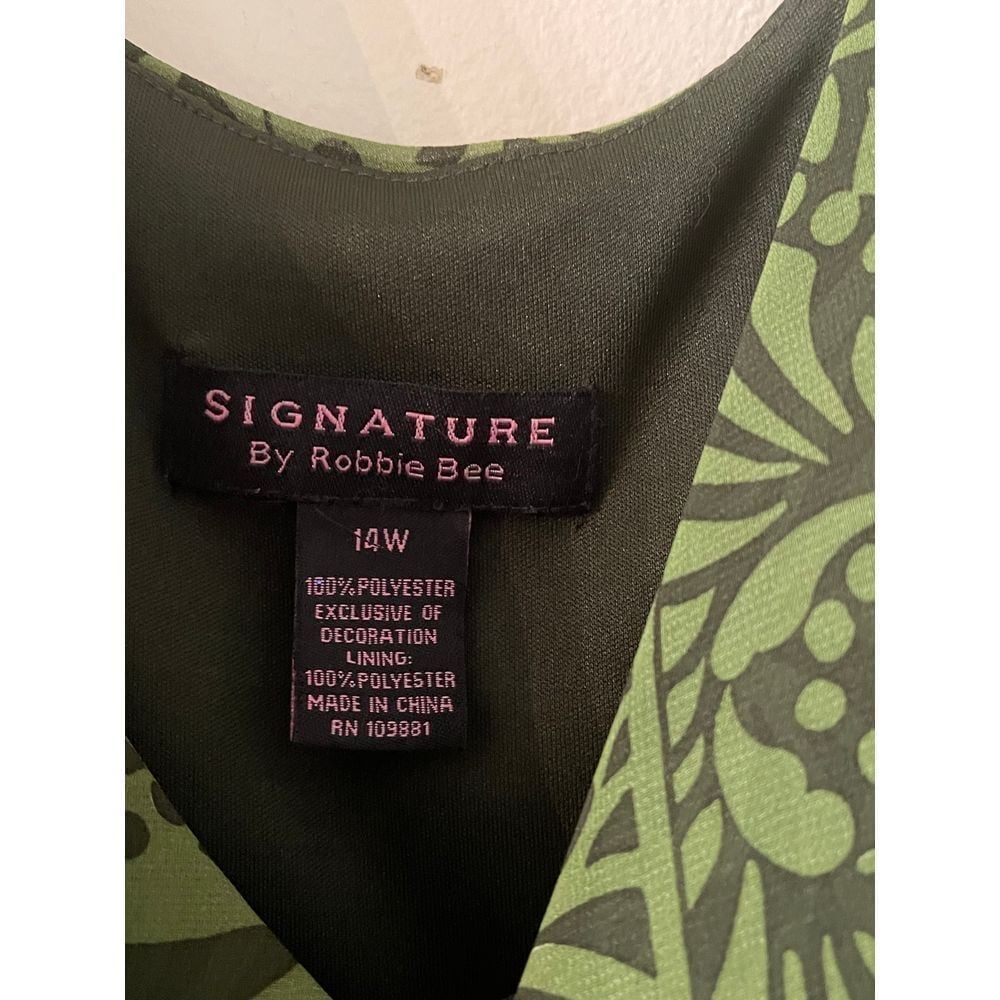 SIGNATURE
By Robbie Bee
14W
100%POLYESTER
EXCLUSIVE OF
DECORATION
LINING:
100%POLYESTER
MADE IN CHINA
RN 109881